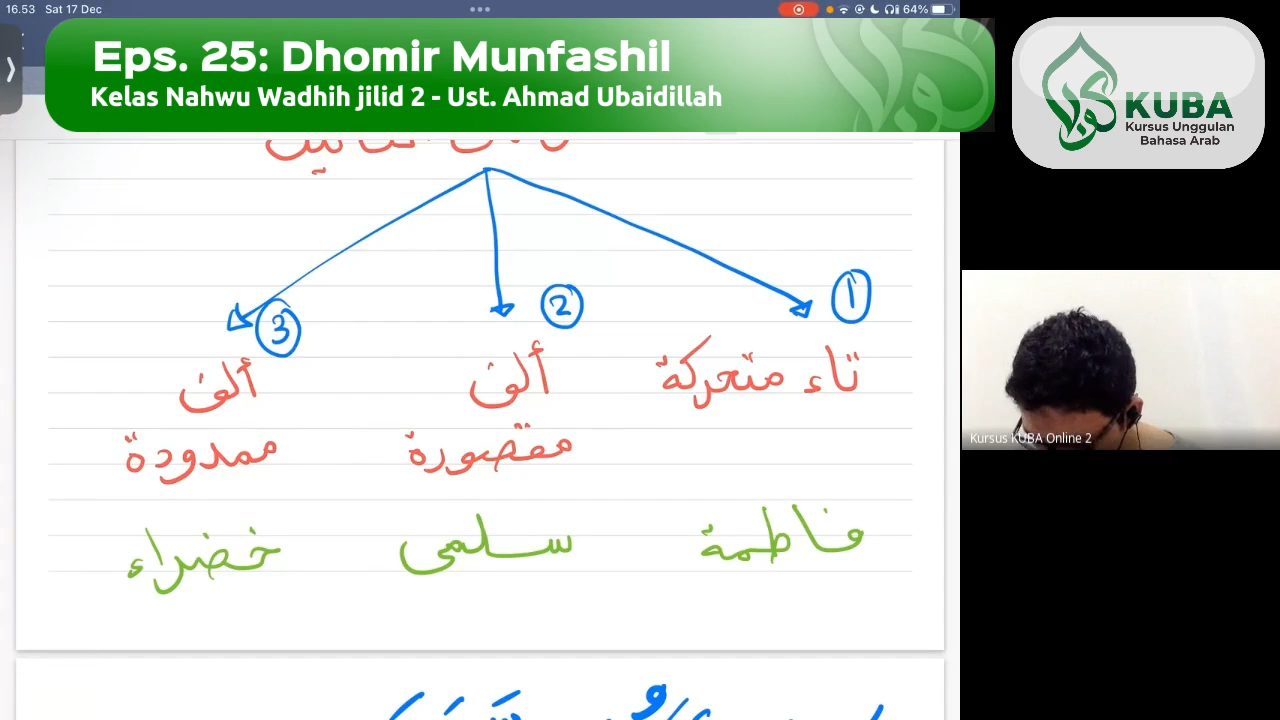 16.53 Sat 17 Dec
64%
Eps. 25: Dhomir Munfashil
Kelas Nahwu Wadhih jilid 2 - Ust. Ahmad Ubaidillah
KUBA
Kursus Unggulan
Bahasa Arab
1
2
3
تاء متحركة
ألف
مقصورة
ألف
ممدودة
فاطمة
سلمى
خضراء
Kursus KUBA Online 2